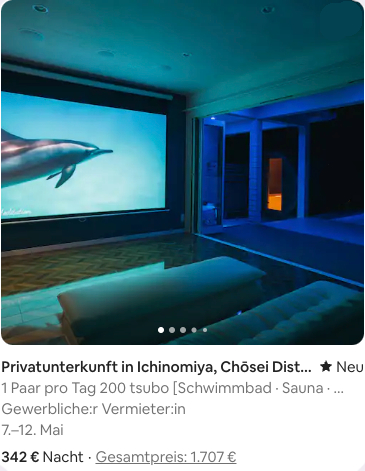 Privatunterkunft in Ichinomiya, Chōsei Dist... ★ Neu
1 Paar pro Tag 200 tsubo [Schwimmbad · Sauna · ...
Gewerbliche:r Vermieter:in
7.–12. Mai
342 € Nacht · Gesamtpreis: 1.707 €